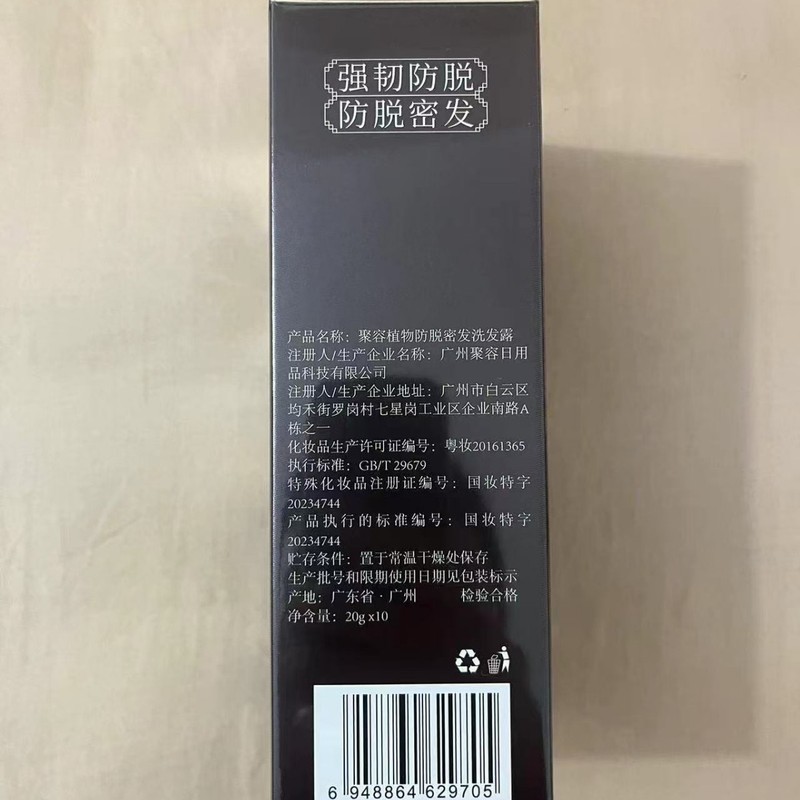 强韧防脱
防脱密发
产品名称：聚容植物防脱密发洗发露
注册人/生产企业名称：广州聚容日用
品科技有限公司
注册人/生产企业地址：广州市白云区
均禾街罗岗村七星岗工业区企业南路A
栋之一
化妆品生产许可证编号：粤妆20161365
执行标准：GB/T 29679
特殊化妆品注册证编号：国妆特字
20234744
产品执行的标准编号：国妆特字
20234744
贮存条件：置于常温干燥处保存
生产批号和限期使用日期见包装标示
产地：广东省·广州 检验合格
净含量：20g x10
6 948864 629705